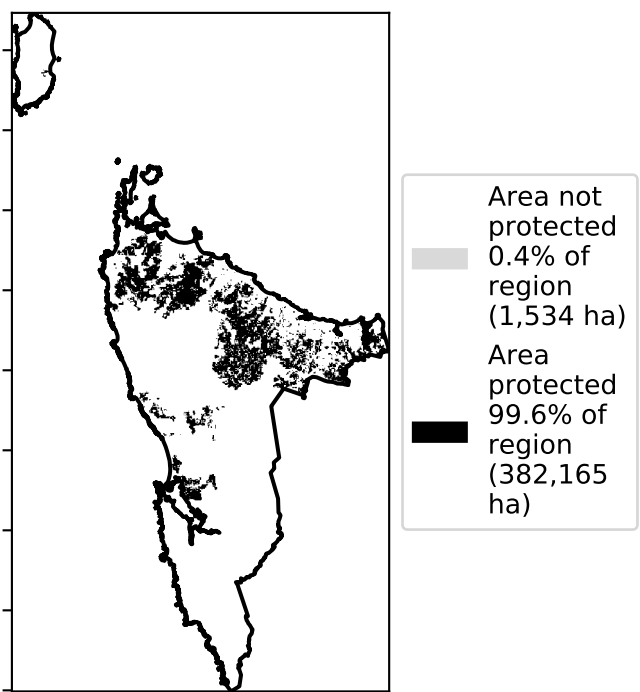 Area not
protected
0.4% of
region
(1,534 ha)
Area
protected
99.6% of
region
(382,165
ha)